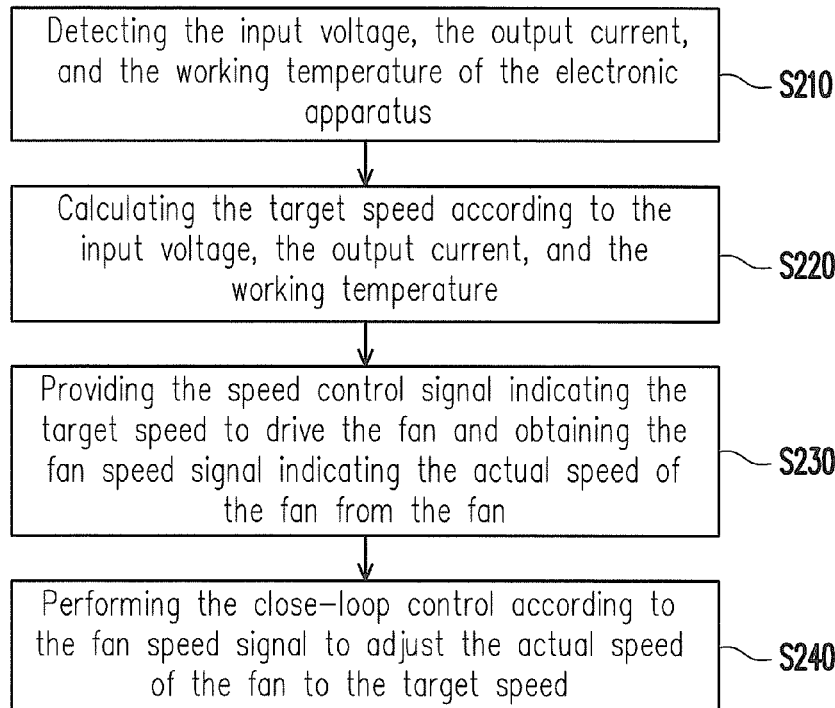 Detecting the input voltage, the output current,
and the working temperature of the electronic
apparatus
S210
Calculating the target speed according to the
input voltage, the output current, and the
working temperature
S220
Providing the speed control signal indicating the
target speed to drive the fan and obtaining the
fan speed signal indicating the actual speed of
the fan from the fan
S230
Performing the close-loop control according to
the fan speed signal to adjust the actual speed
of the fan to the target speed
S240